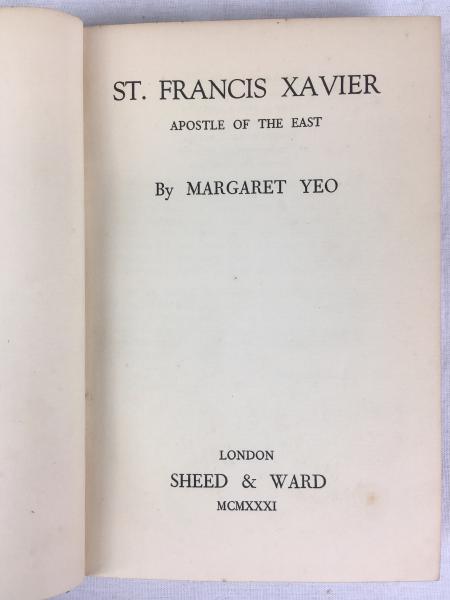 ST. FRANCIS XAVIER
APOSTLE OF THE EAST
By MARGARET YEO
LONDON
SHEED & WARD
MCMXXXI